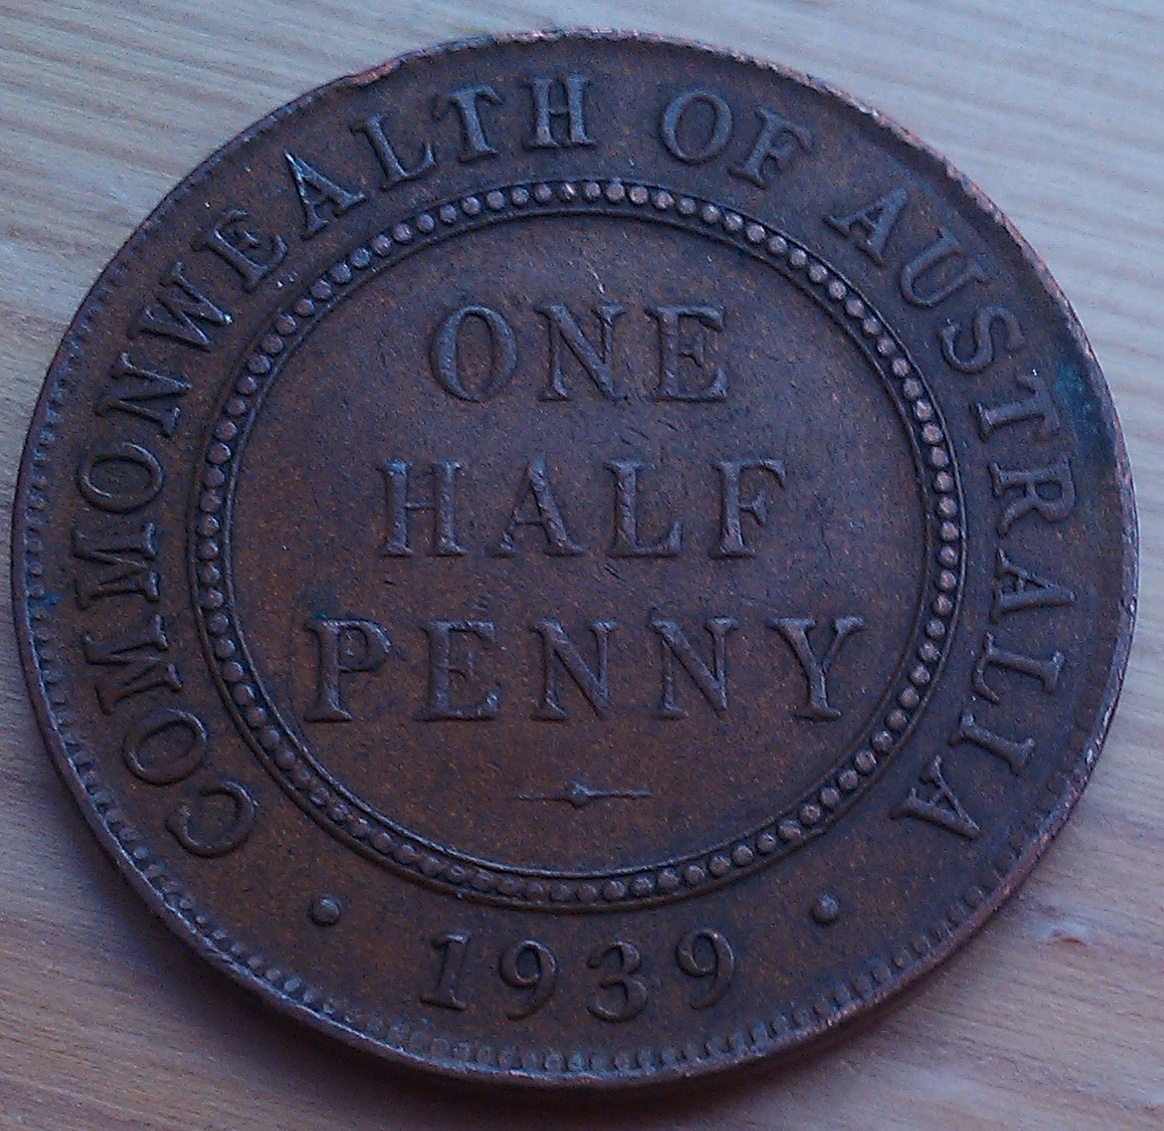 COMMONWEALTH OF AUSTRALIA
ONE
HALF
PENNY
1939